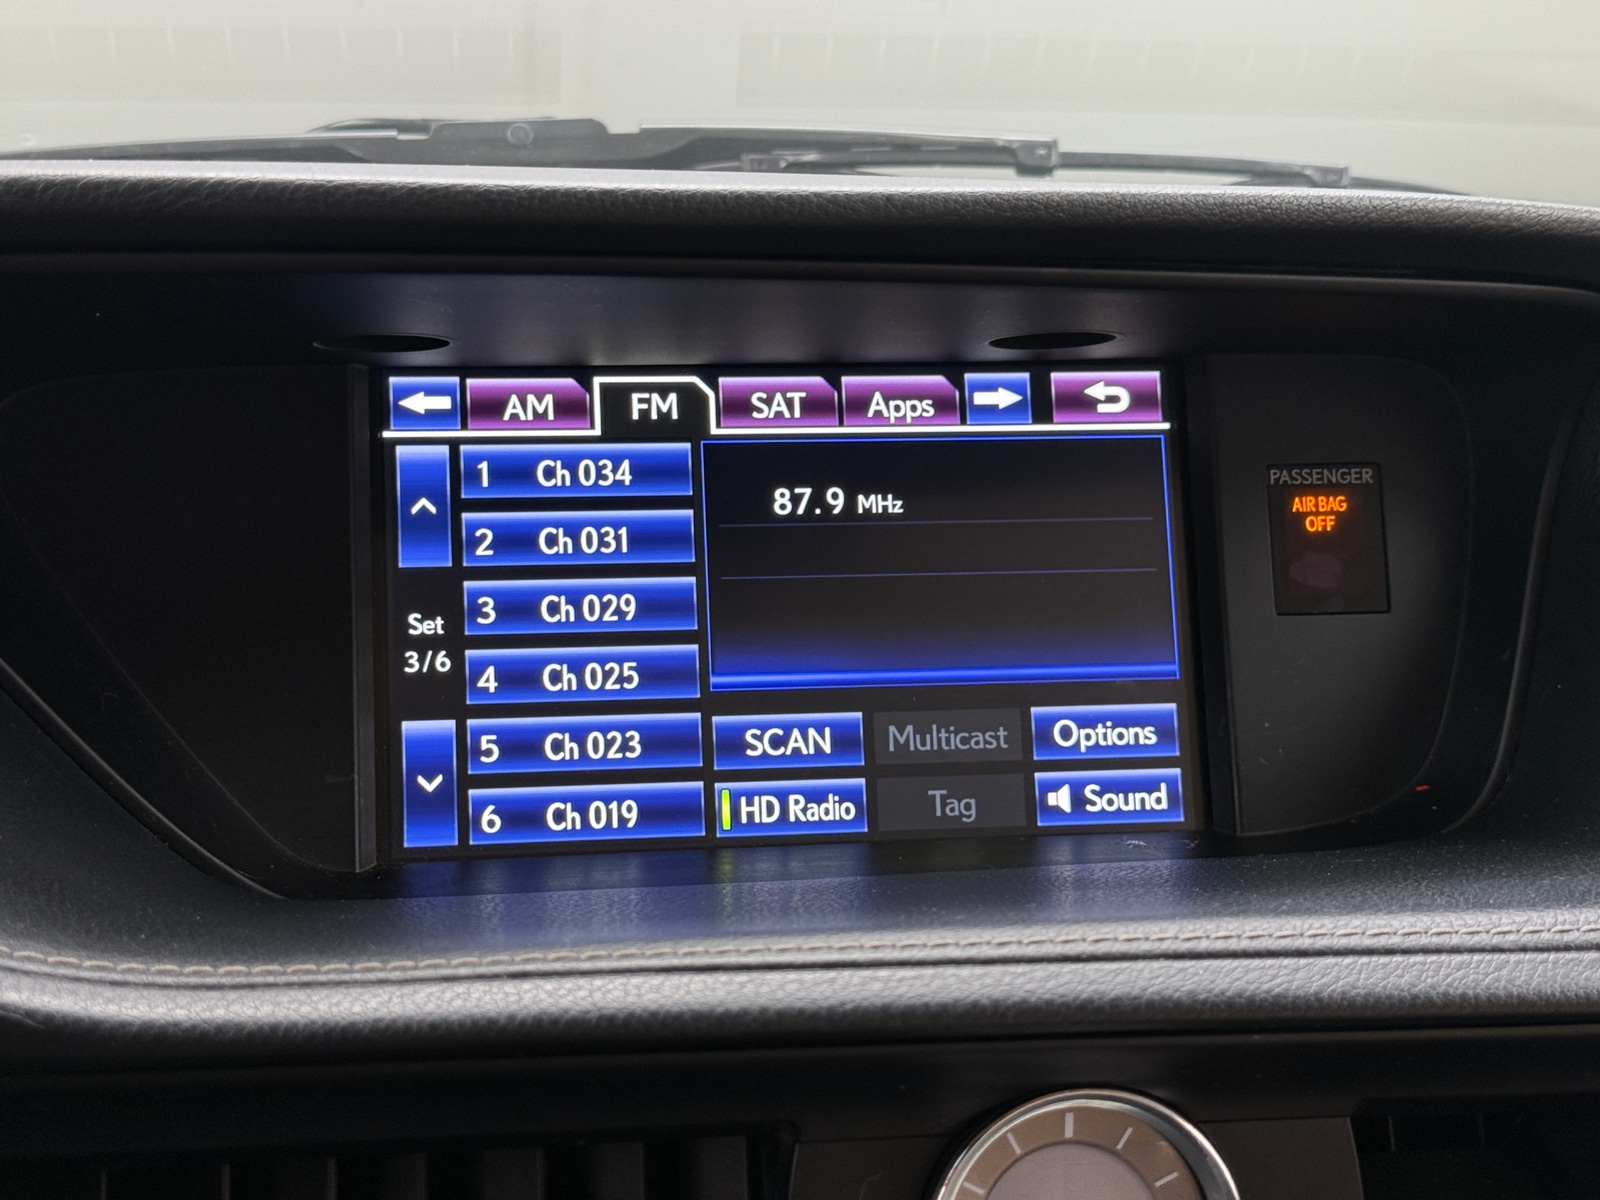 AM FM SAT Apps
1 Ch 034
2 Ch 031
3 Ch 029
4 Ch 025
5 Ch 023
6 Ch 019
Set
3/6
87.9 MHz
SCAN Multicast Options
HD Radio Tag Sound
PASSENGER
AIR BAG
OFF